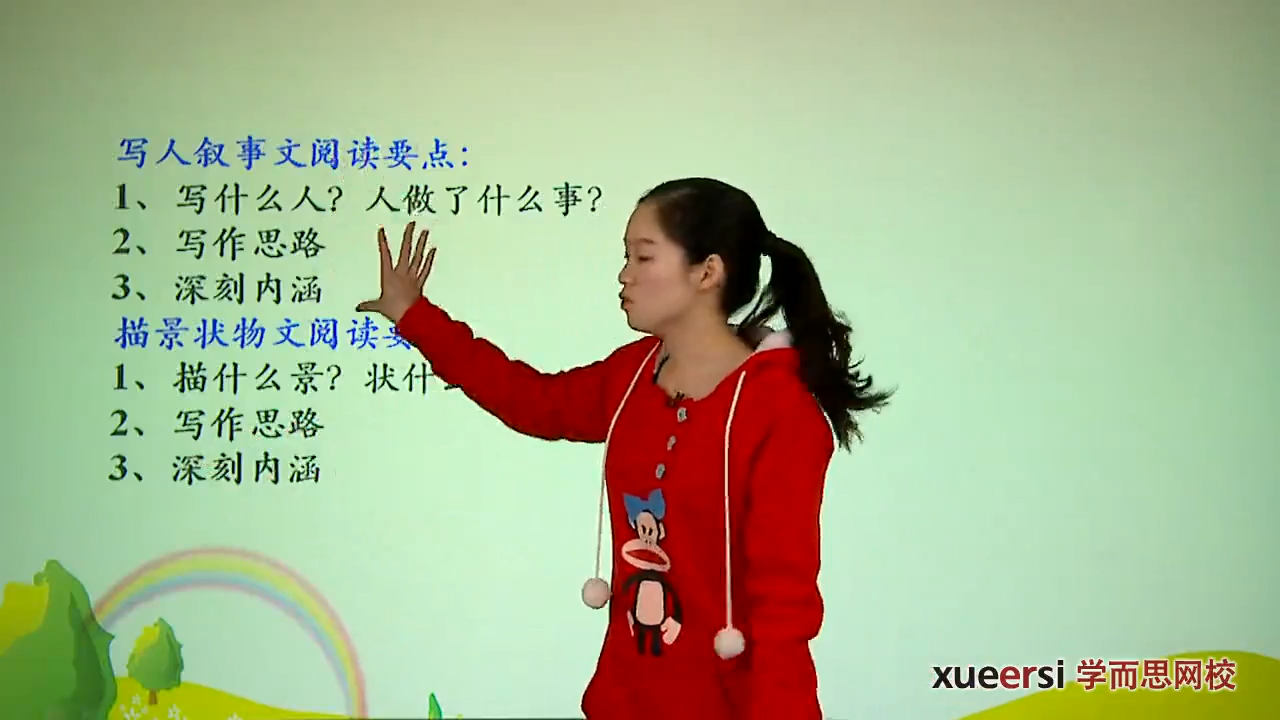 写人叙事文阅读要点：
1、写什么人？人做了什么事？
2、写作思路
3、深刻内涵
描景状物文阅读要
1、描什么景？状什
2、写作思路
3、深刻内涵
xueersi 学而思网校